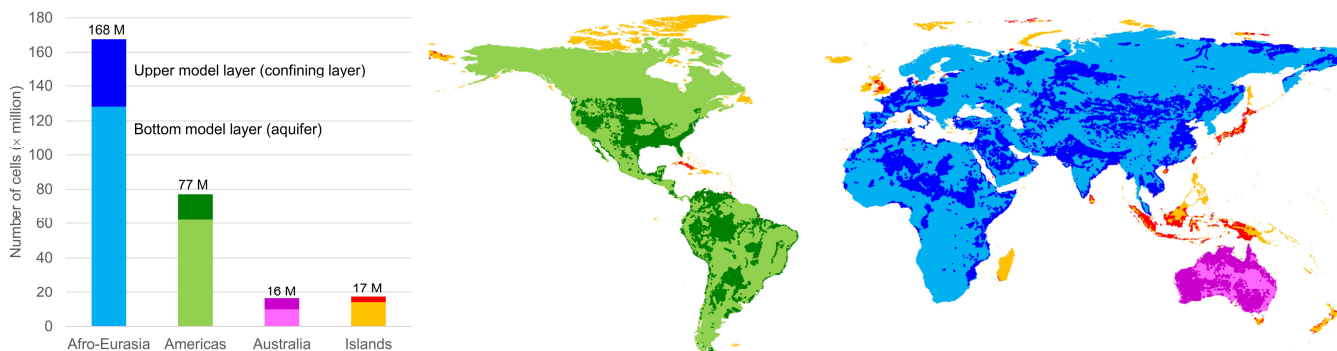 180
168 M
160
Upper model layer (confining layer)
140
Bottom model layer (aquifer)
120
100
77 M
80
60
40
16 M
17 M
20
0
Number of cells (× million)
Afro-Eurasia
Americas
Australia
Islands